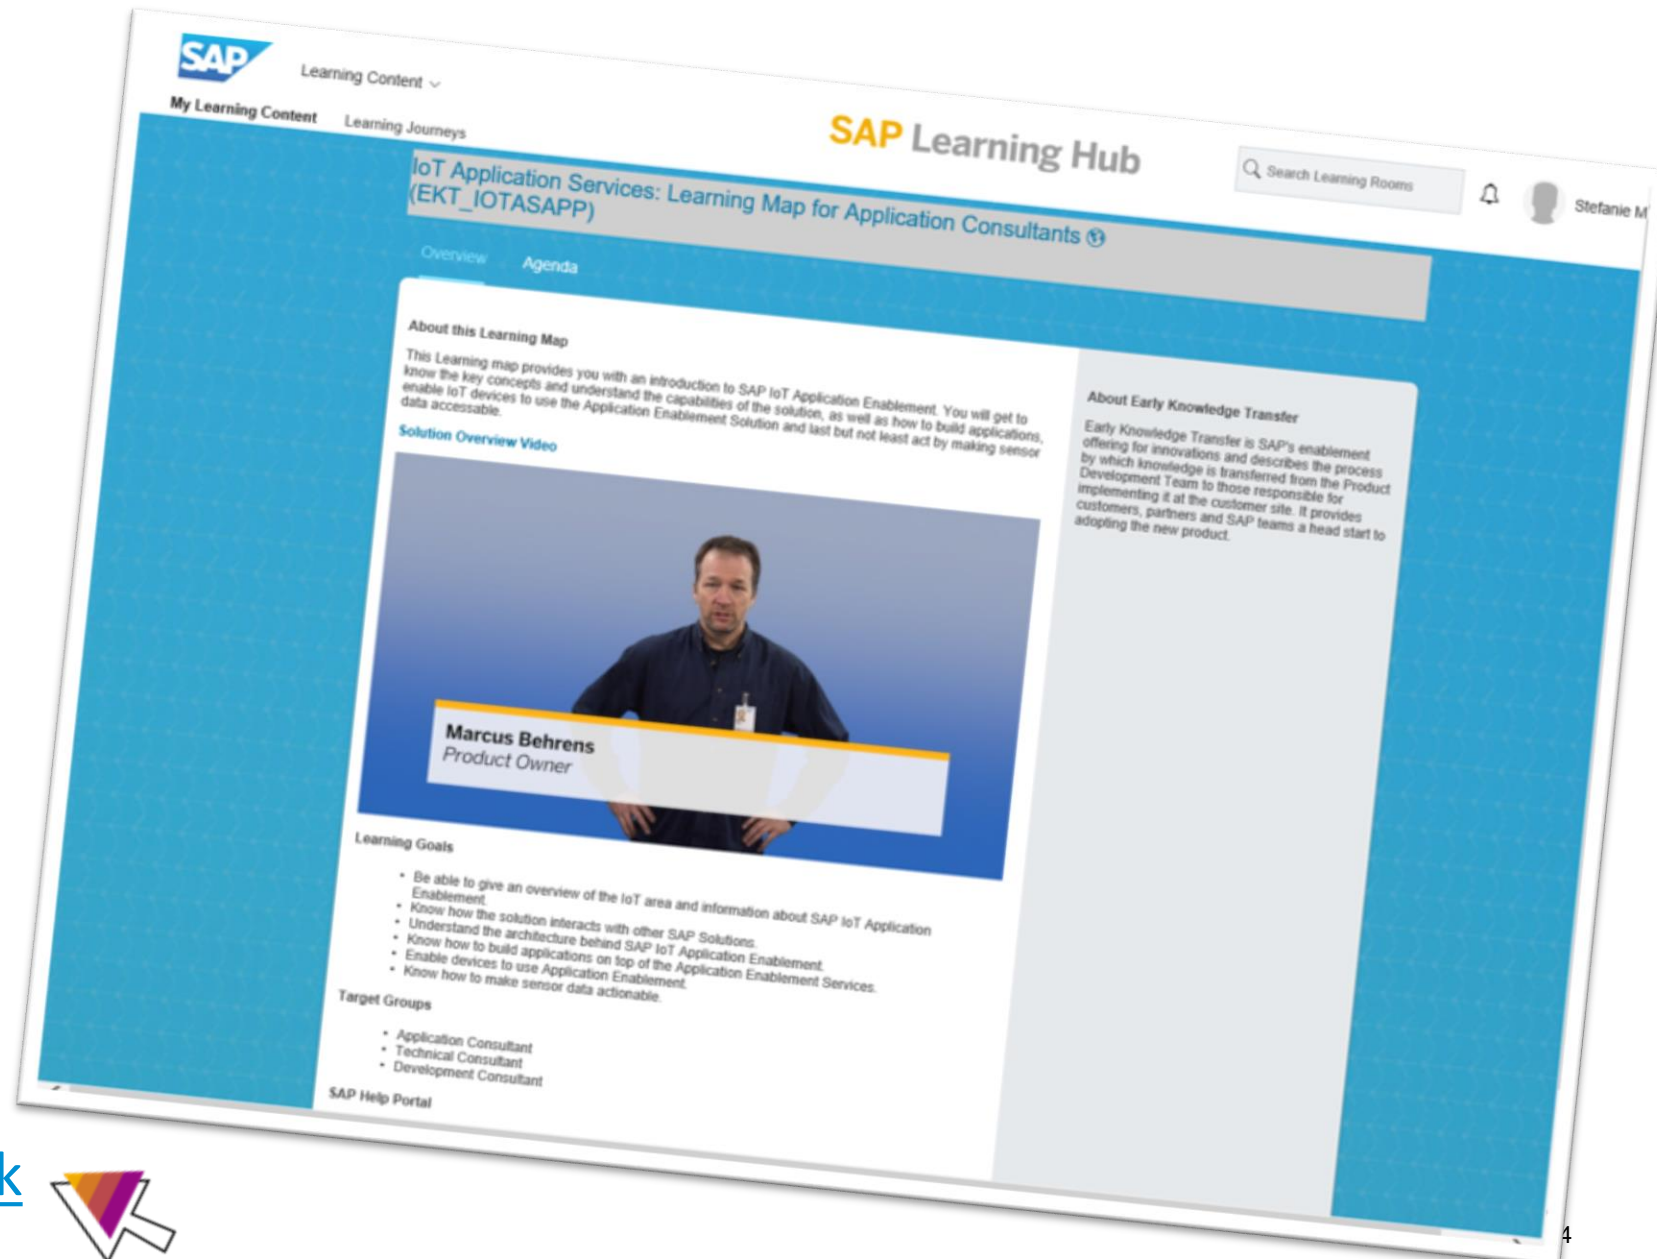 SAP
Learning Content
My Learning Content
Learning Journeys
SAP Learning Hub
Search Learning Rooms
Stefanie M
IoT Application Services: Learning Map for Application Consultants
(EKT_IOTASAPP)
Overview
Agenda
About this Learning Map
This Learning map provides you with an introduction to SAP IoT Application Enablement. You will get to
know the key concepts and understand the capabilities of the solution, as well as how to build applications,
enable IoT devices to use the Application Enablement Solution and last but not least act by making sensor
data accessable.
Solution Overview Video
Marcus Behrens
Product Owner
Learning Goals
• Be able to give an overview of the IoT area and information about SAP IoT Application
Enablement.
• Know how the solution interacts with other SAP Solutions.
• Understand the architecture behind SAP IoT Application Enablement.
• Know how to build applications on top of the Application Enablement Services.
• Enable devices to use Application Enablement.
• Know how to make sensor data actionable.
Target Groups
• Application Consultant
• Technical Consultant
• Development Consultant
SAP Help Portal
About Early Knowledge Transfer
Early Knowledge Transfer is SAP's enablement
offering for innovations and describes the process
by which knowledge is transferred from the Product
Development Team to those responsible for
implementing it at the customer site. It provides
customers, partners and SAP teams a head start to
adopting the new product.
k
4